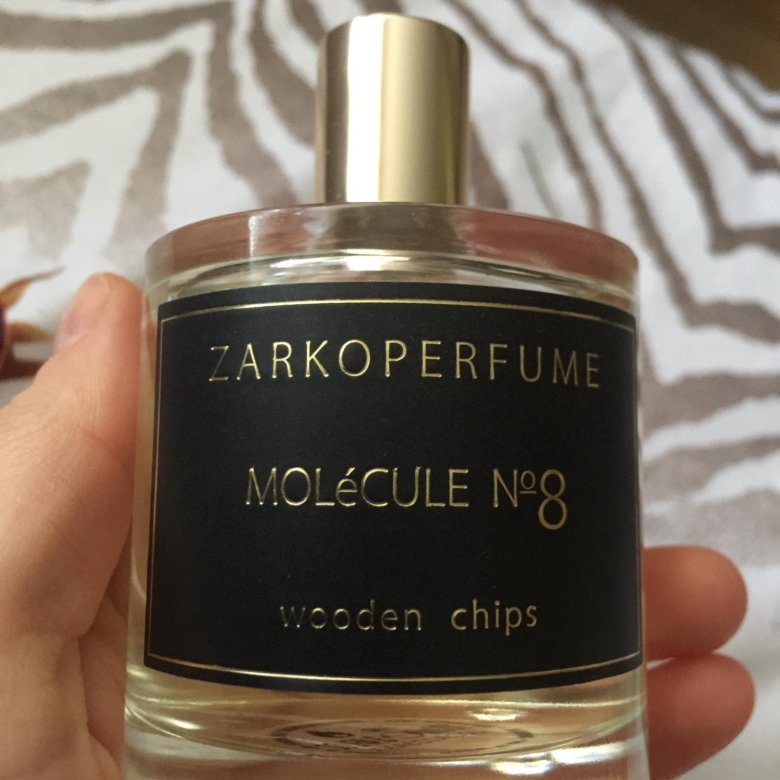 ZARKOPERFUME
MOLéCULE Nº8
wooden chips